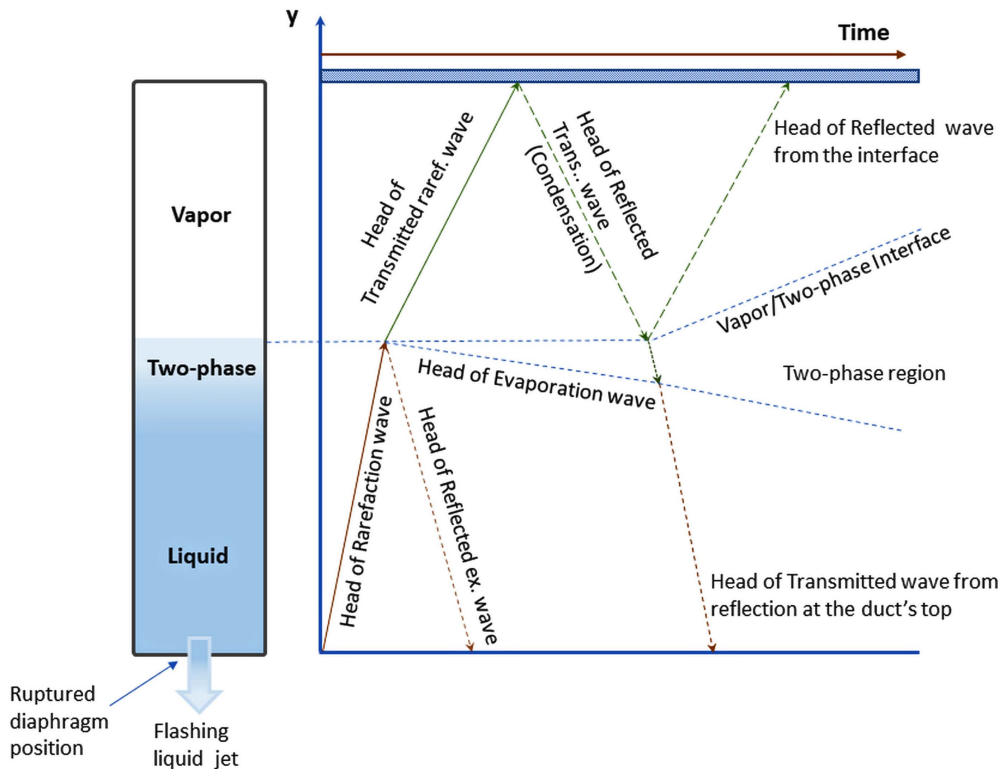 y
Time
Vapor
Two-phase
Liquid
Ruptured
diaphragm
position
Flashing
liquid jet
Head of
Transmitted raref. wave
Head of Reflected
Trans.. wave
(Condensation)
Head of Reflected wave
from the interface
Vapor/Two-phase Interface
Two-phase region
Head of Evaporation wave
Head of Rarefaction wave
Head of Reflected ex. wave
Head of Transmitted wave from
reflection at the duct's top